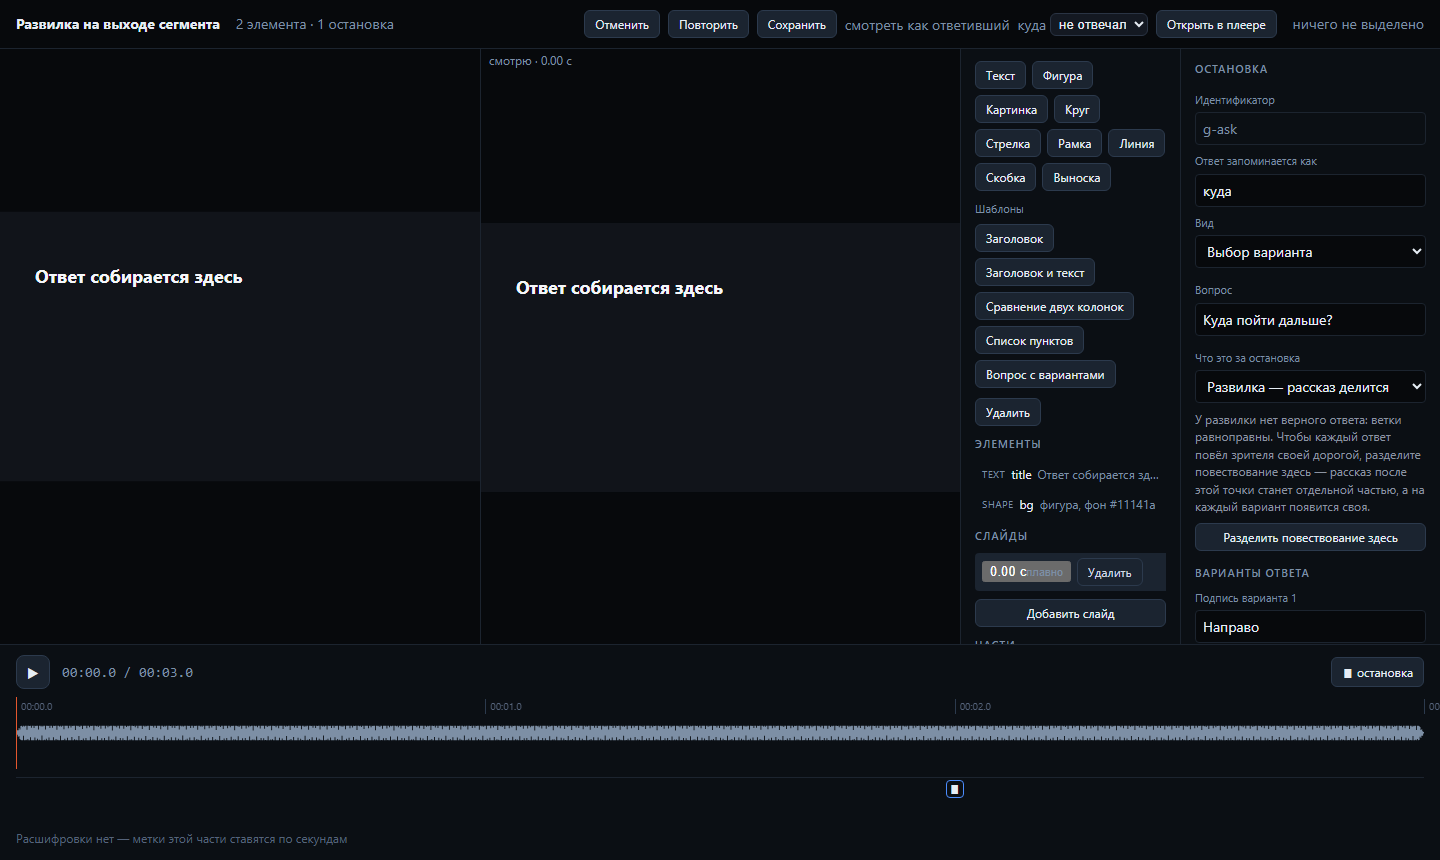 Развилка на выходе сегмента 2 элемента · 1 остановка
Отменить Повторить Сохранить смотреть как ответивший куда не отвечал Открыть в плеере ничего не выделено
смотрю · 0.00 с
Ответ собирается здесь
Ответ собирается здесь
Текст Фигура
Картинка Круг
Стрелка Рамка Линия
Скобка Выноска
Шаблоны
Заголовок
Заголовок и текст
Сравнение двух колонок
Список пунктов
Вопрос с вариантами
Удалить
ЭЛЕМЕНТЫ
TEXT title Ответ собирается зд...
SHAPE bg фигура, фон #11141a
СЛАЙДЫ
0.00 с плавно Удалить
Добавить слайд
ЧАСТИ
ОСТАНОВКА
Идентификатор
g-ask
Ответ запоминается как
куда
Вид
Выбор варианта
Вопрос
Куда пойти дальше?
Что это за остановка
Развилка — рассказ делится
У развилки нет верного ответа: ветки
равноправны. Чтобы каждый ответ
повёл зрителя своей дорогой, разделите
повествование здесь — рассказ после
этой точки станет отдельной частью, а на
каждый вариант появится своя.
Разделить повествование здесь
ВАРИАНТЫ ОТВЕТА
Подпись варианта 1
Направо
00:00.0 / 00:03.0
остановка
00:00.0 00:01.0 00:02.0 00
Расшифровки нет — метки этой части ставятся по секундам